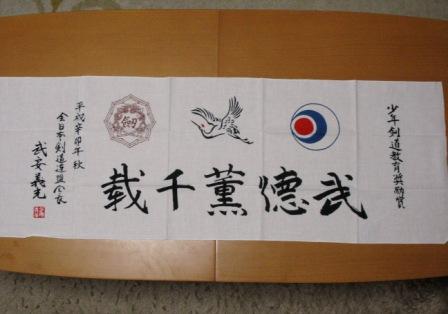 少年剣道教育奨励賞
武徳薫千載
平成辛卯年 秋
全日本剣道連盟会長
武安義光